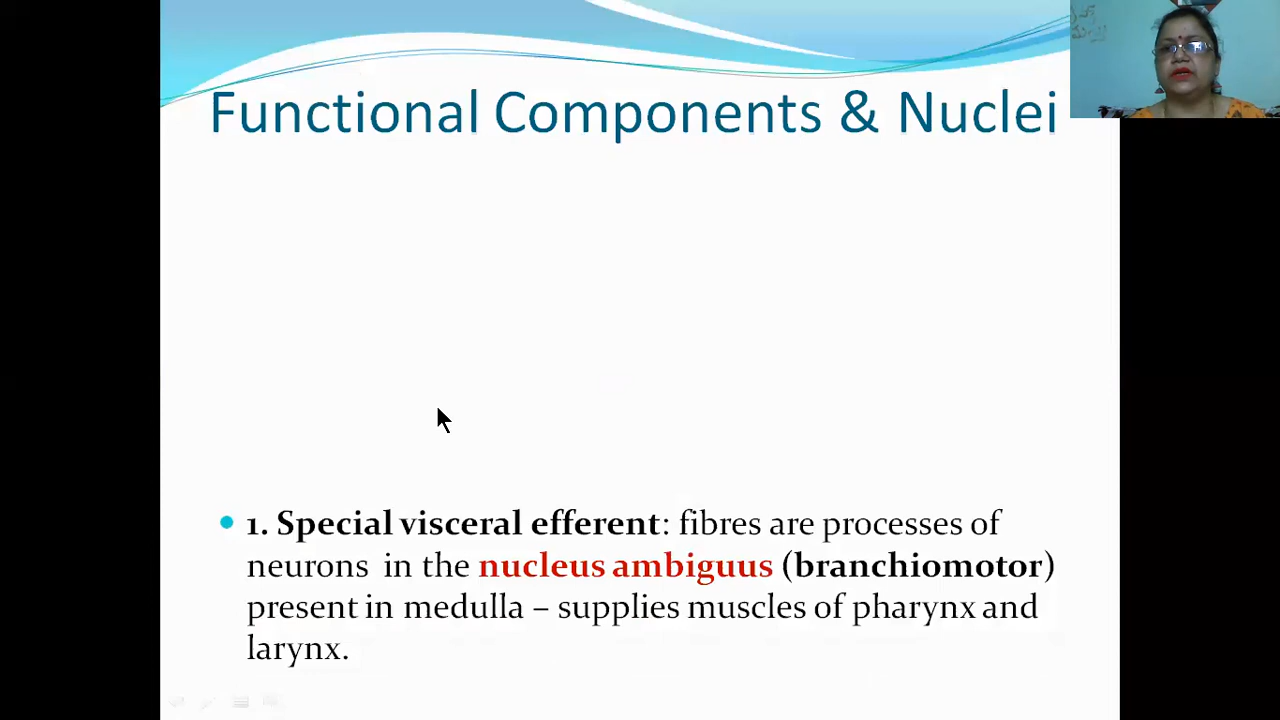 Functional Components & Nuclei
1. Special visceral efferent: fibres are processes of
neurons in the nucleus ambiguus (branchiomotor)
present in medulla – supplies muscles of pharynx and
larynx.